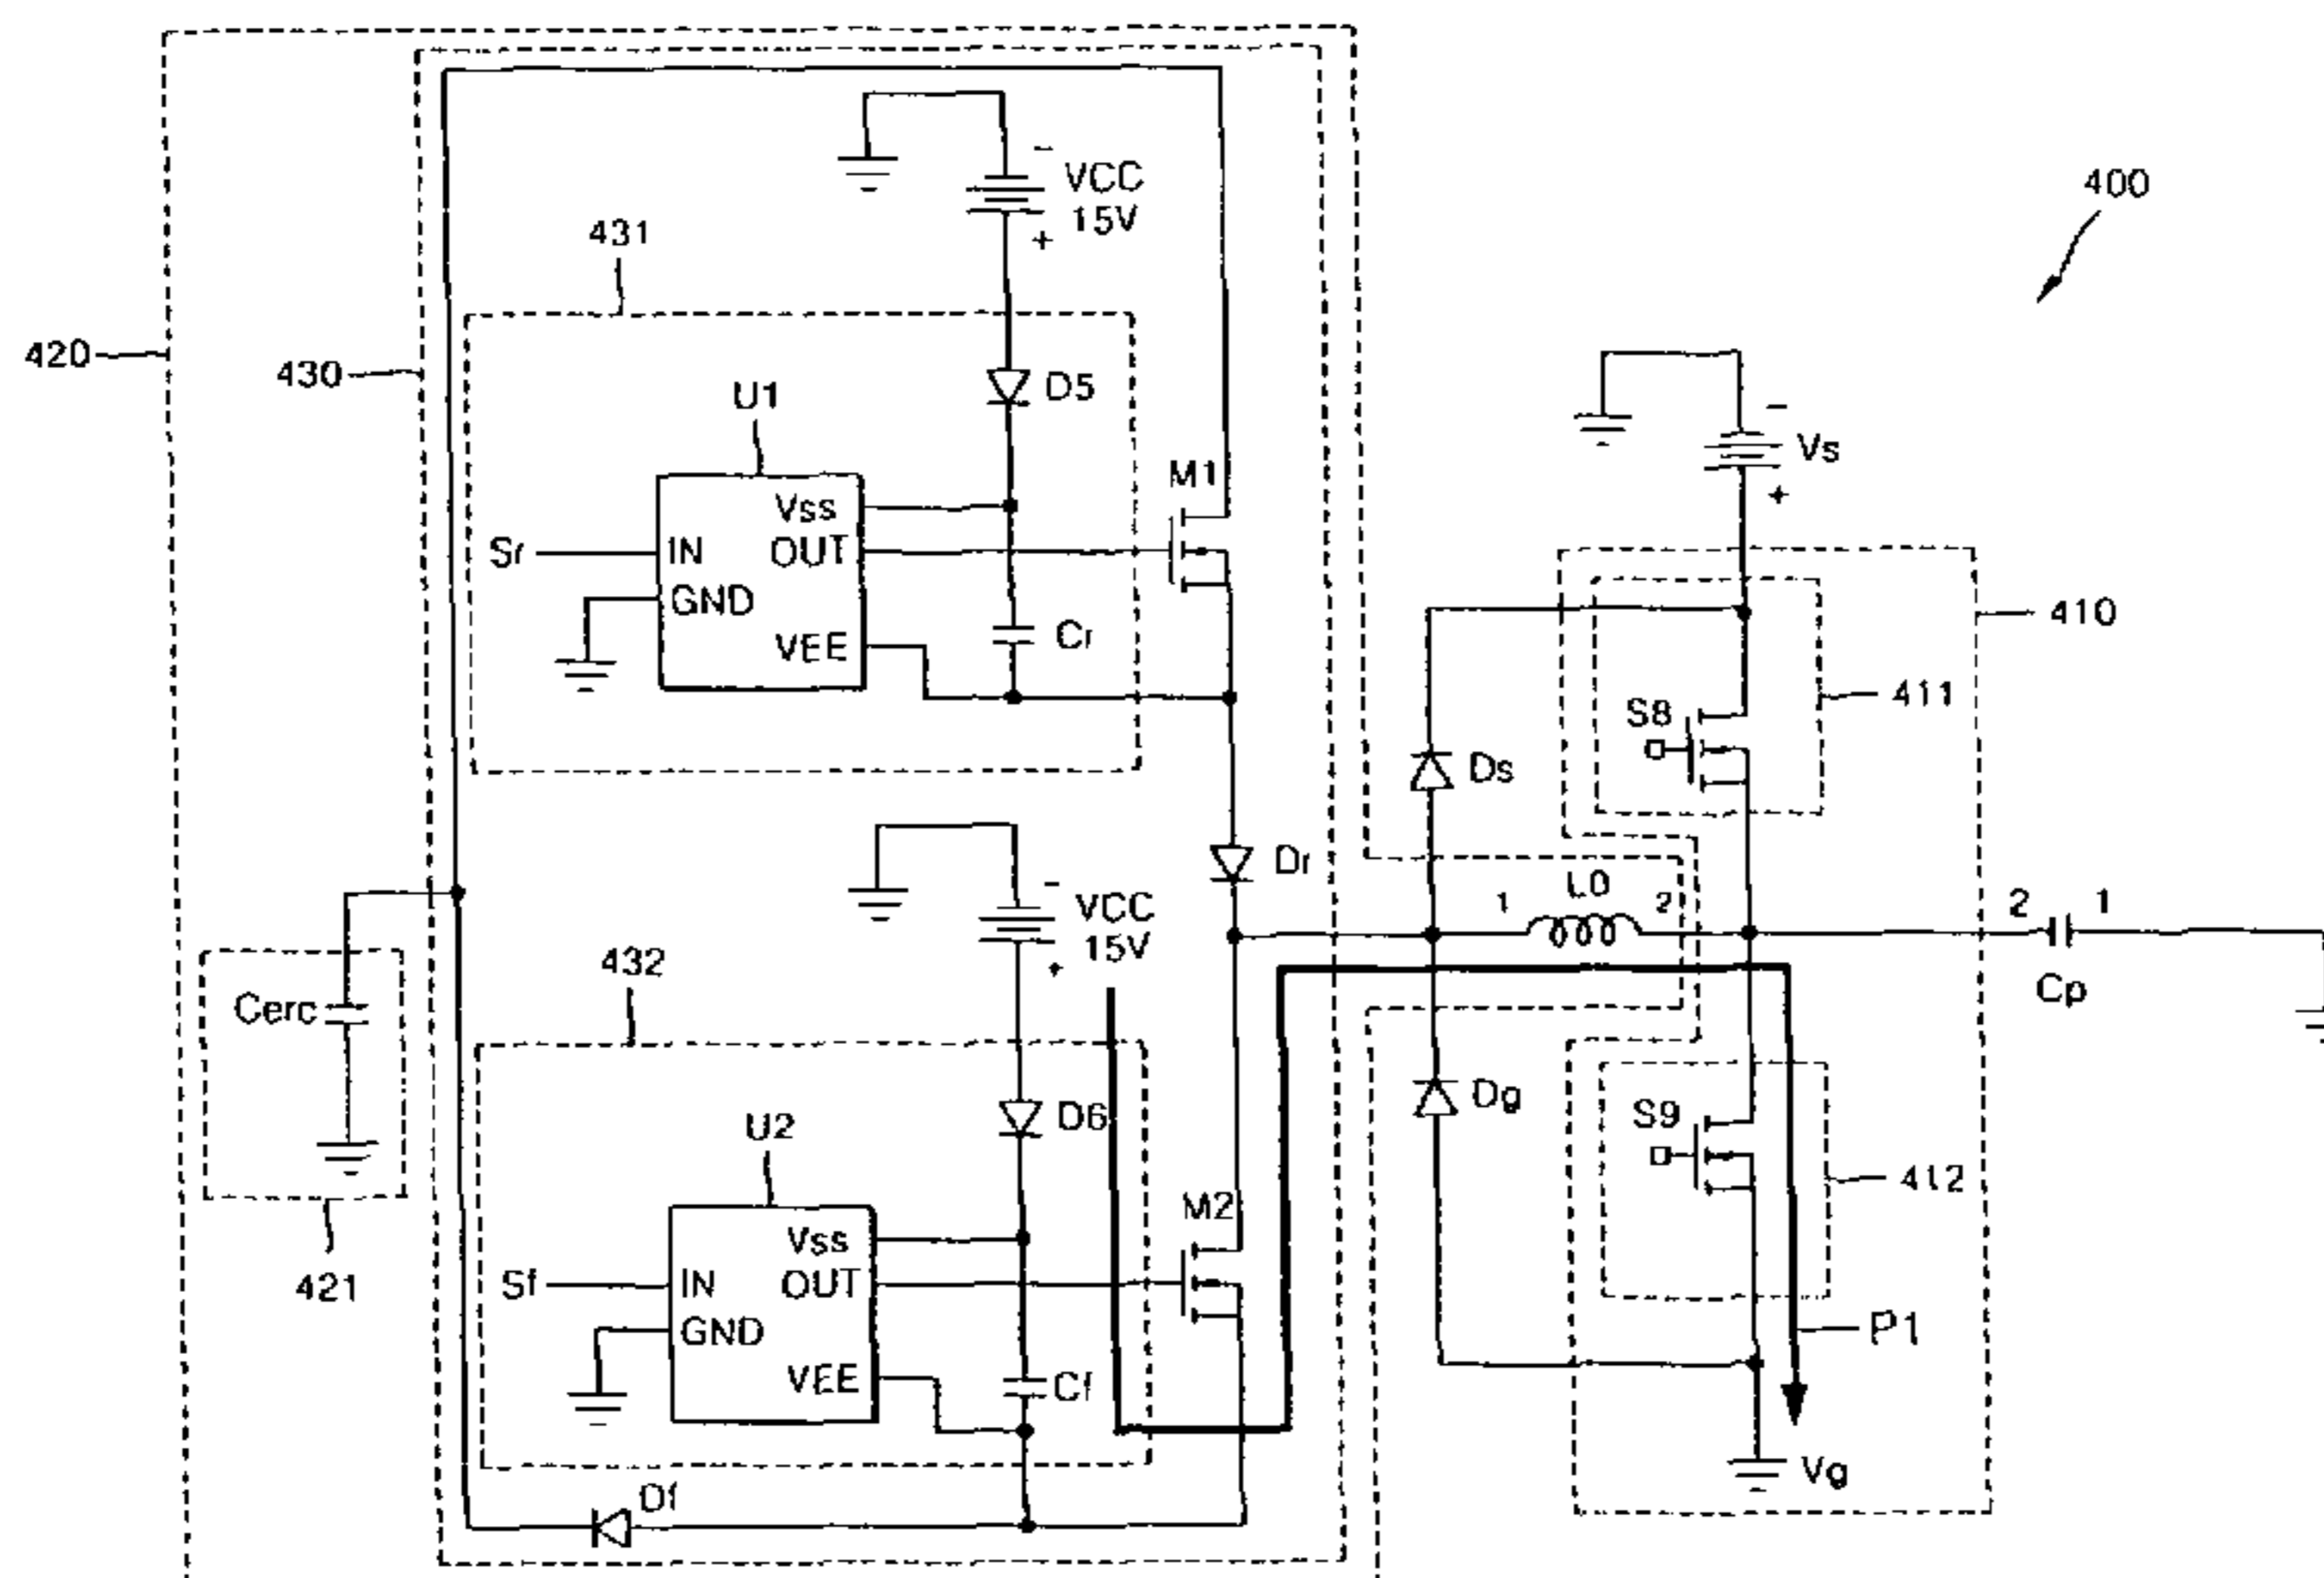 400
420
430
431
-
VCC
15V
+
D5
U1
M1
Vss
Sr
IN
OUT
GND
VEE
Cr
-
Vs
+
410
411
S8
Ds
Dr
L0
1
2
2
1
Cp
-
VCC
15V
+
432
Cerc
421
D6
U2
M2
Vss
Sf
IN
OUT
GND
VEE
Cf
Df
Dg
S9
412
P1
Vg